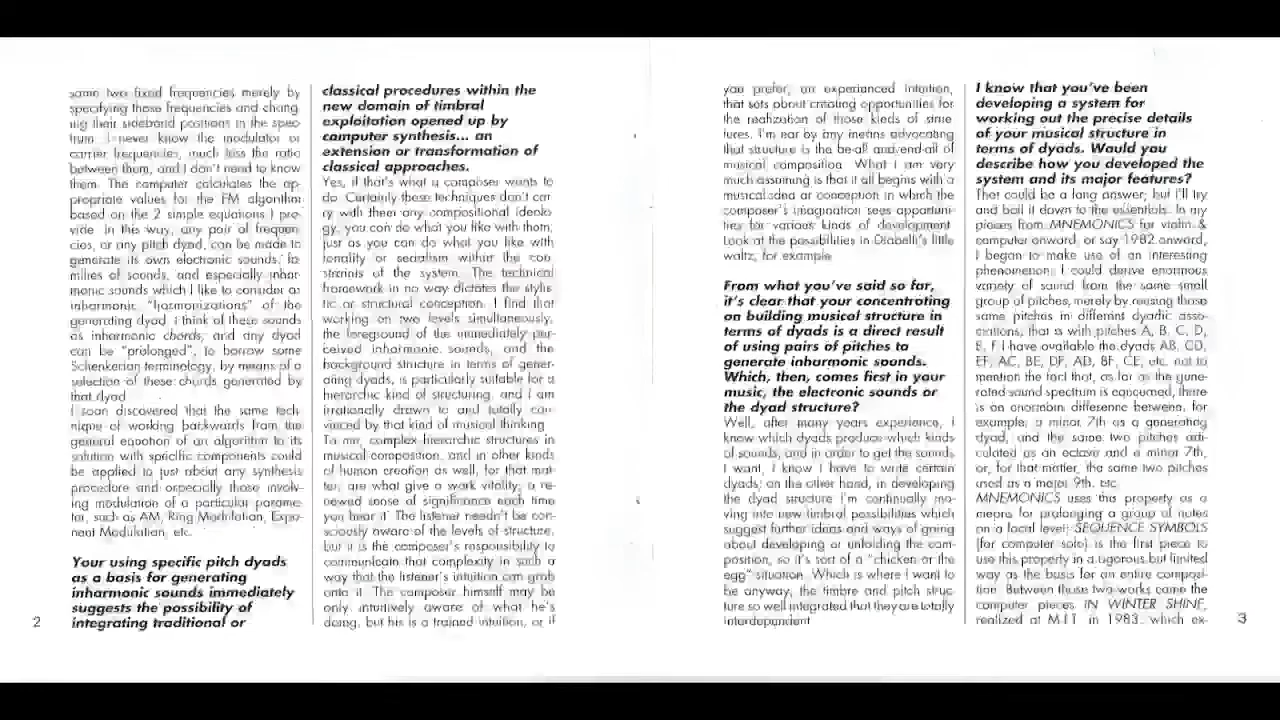 same two fixed frequencies merely by
specifying those frequencies and chang-
ing their sideband positions in the spec-
trum. I never know the modulator or
carrier frequencies, much less the ratio
between them, and I don't need to know
them. The computer calculates the ap-
propriate values for the FM algorithm
based on the 2 simple equations I pro-
vide. In this way, any pair of frequen-
cies, or any pitch dyad, can be made to
generate its own electronic sounds, fa-
milies of sounds, and especially inhar-
monic sounds which I like to consider as
inharmonic "harmonizations" of the
generating dyad. I think of these sounds
as inharmonic chords, and any dyad
can be "prolonged", to borrow some
Schenkerian terminology, by means of a
selection of these chords generated by
that dyad.
I soon discovered that the same tech-
nique of working backwards from the
general equation of an algorithm to its
solution with specific components could
be applied to just about any synthesis
procedure and especially those involv-
ing modulation of a particular parame-
ter, such as AM, Ring Modulation, Expo-
nent Modulation, etc.
Your using specific pitch dyads
as a basis for generating
inharmonic sounds immediately
suggests the possibility of
integrating traditional or
2
classical procedures within the
new domain of timbral
exploitation opened up by
computer synthesis... an
extension or transformation of
classical approaches.
Yes, if that's what a composer wants to
do. Certainly these techniques don't car-
ry with them any compositional ideolo-
gy, you can do what you like with them,
just as you can do what you like with
tonality or serialism within the con-
straints of the system. The technical
framework in no way dictates the stylis-
tic or structural conception. I find that
working on two levels simultaneously,
the foreground of the immediately per-
ceived inharmonic sounds, and the
background structure in terms of gener-
ating dyads, is particularly suitable for a
hierarchic kind of structuring, and I am
irrationally drawn to and totally con-
vinced by that kind of musical thinking.
To me, complex hierarchic structures in
musical composition, and in other kinds
of human creation as well, for that mat-
ter, are what give a work vitality, a re-
newed sense of significance each time
you hear it. The listener needn't be con-
sciously aware of the levels of structure,
but it is the composer's responsibility to
communicate that complexity in such a
way that the listener's intuition can grab
onto it. The composer himself may be
only intuitively aware of what he's
doing, but his is a trained intuition, or if
you prefer, an experienced intuition,
that sets about creating opportunities for
the realization of those kinds of struc-
tures. I'm not by any means advocating
that structure is the be-all and end-all of
musical composition. What I am very
much assuming is that it all begins with a
musical idea or conception in which the
composer's imagination sees opportuni-
ties for various kinds of development.
Look at the possibilities in Diabelli's little
waltz, for example.
From what you've said so far,
it's clear that your concentrating
on building musical structure in
terms of dyads is a direct result
of using pairs of pitches to
generate inharmonic sounds.
Which, then, comes first in your
music, the electronic sounds or
the dyad structure?
Well, after many years experience, I
know which dyads produce which kinds
of sounds, and in order to get the sounds
I want, I know I have to write certain
dyads; on the other hand, in developing
the dyad structure I'm continually mo-
ving into new timbral possibilities which
suggest further ideas and ways of going
about developing or unfolding the com-
position, so it's sort of a "chicken or the
egg" situation. Which is where I want to
be anyway, the timbre and pitch struc-
ture so well integrated that they are totally
interdependent.
I know that you've been
developing a system for
working out the precise details
of your musical structure in
terms of dyads. Would you
describe how you developed the
system and its major features?
That could be a long answer, but I'll try
and boil it down to the essentials. In my
pieces from MNEMONICS for violin &
computer onward, or say 1982 onward,
I began to make use of an interesting
phenomenon: I could derive enormous
variety of sound from the same small
group of pitches, merely by reusing those
same pitches in different dyadic asso-
ciations, that is with pitches A, B, C, D,
E, F I have available the dyads AB, CD,
EF, AC, BE, DF, AD, BF, CE, etc. not to
mention the fact that, as far as the gene-
rated sound spectrum is concerned, there
is an enormous difference between, for
example, a minor 7th as a generating
dyad, and the same two pitches arti-
culated as an octave and a minor 7th,
or, for that matter, the same two pitches
used as a major 9th, etc.
MNEMONICS uses this property as a
means for prolonging a group of notes
on a local level; SEQUENCE SYMBOLS
(for computer solo) is the first piece to
use this property in a rigorous but limited
way as the basis for an entire composi-
tion. Between those two works came the
computer pieces IN WINTER SHINE,
realized at M.I.T. in 1983, which ex-
3